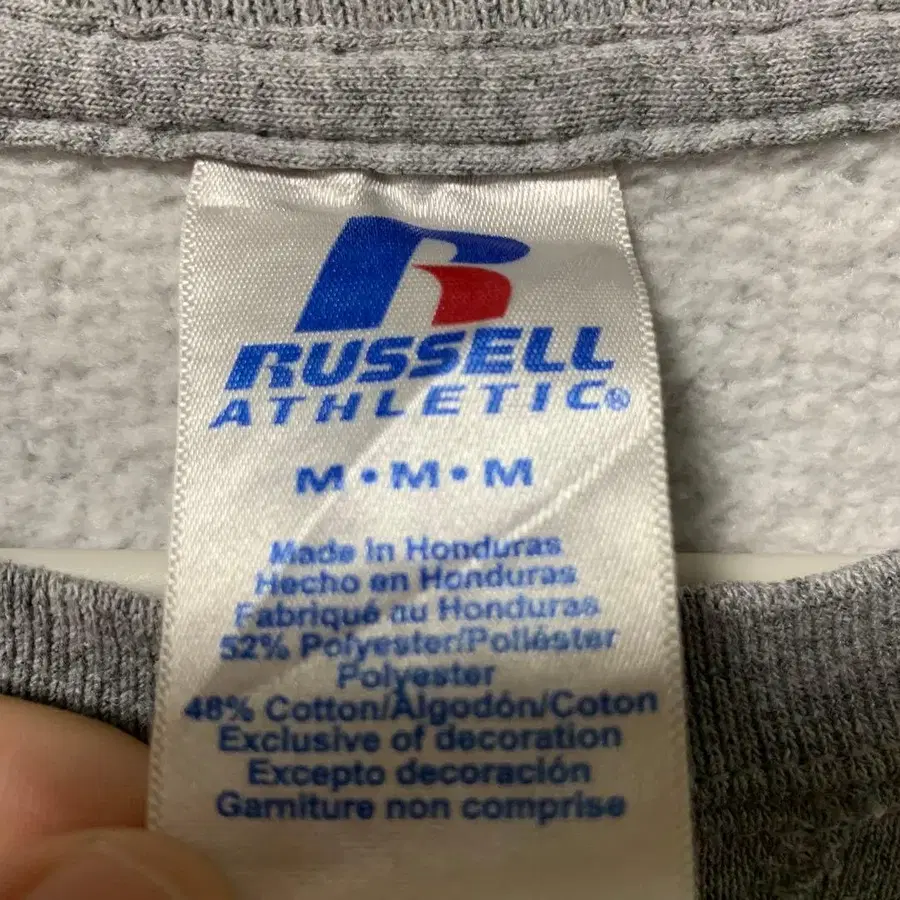 RUSSELL
ATHLETIC®
M•M•M
Made in Honduras
Hecho en Honduras
Fabriqué au Honduras
52% Polyester/Poliéster
Polyester
48% Cotton/Algodón/Coton
Exclusive of decoration
Excepto decoración
Garniture non comprise